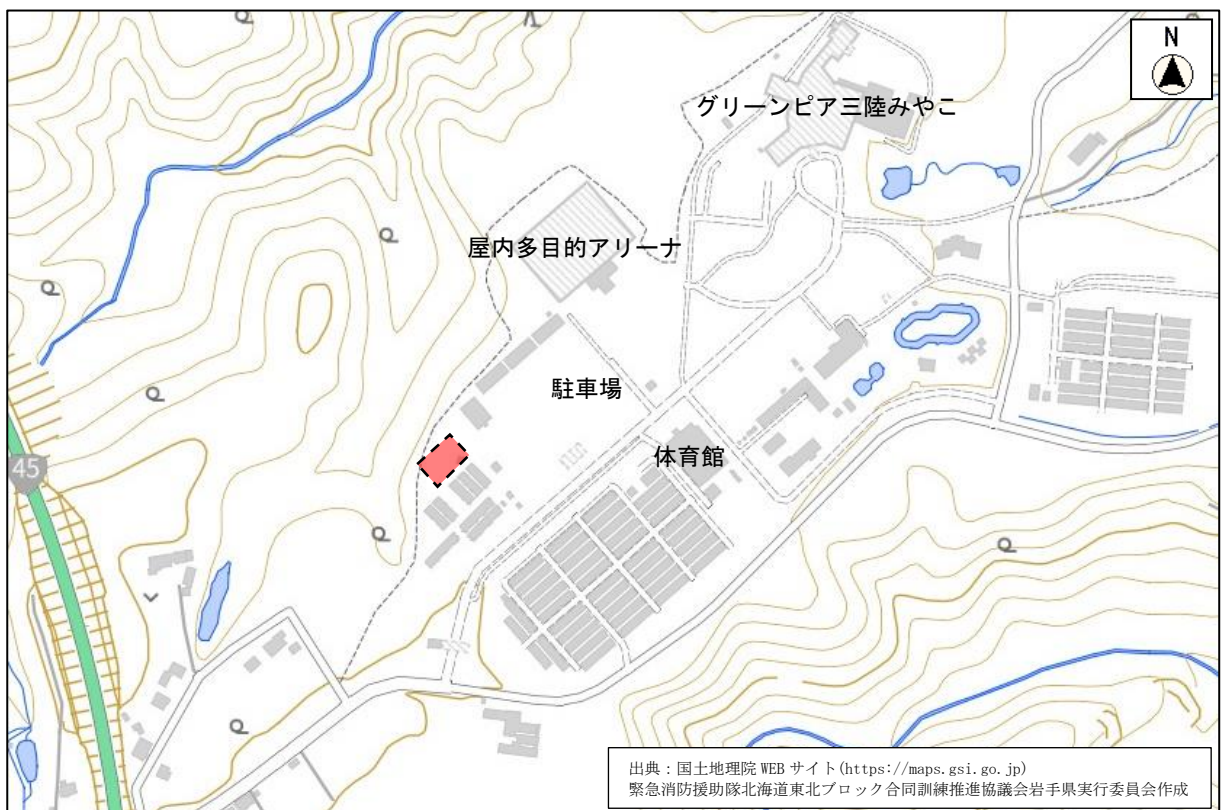 N
グリーンピア三陸みやこ
屋内多目的アリーナ
駐車場
体育館
45
出典：国土地理院 WEB サイト(https://maps.gsi.go.jp)
緊急消防援助隊北海道東北ブロック合同訓練推進協議会岩手県実行委員会作成